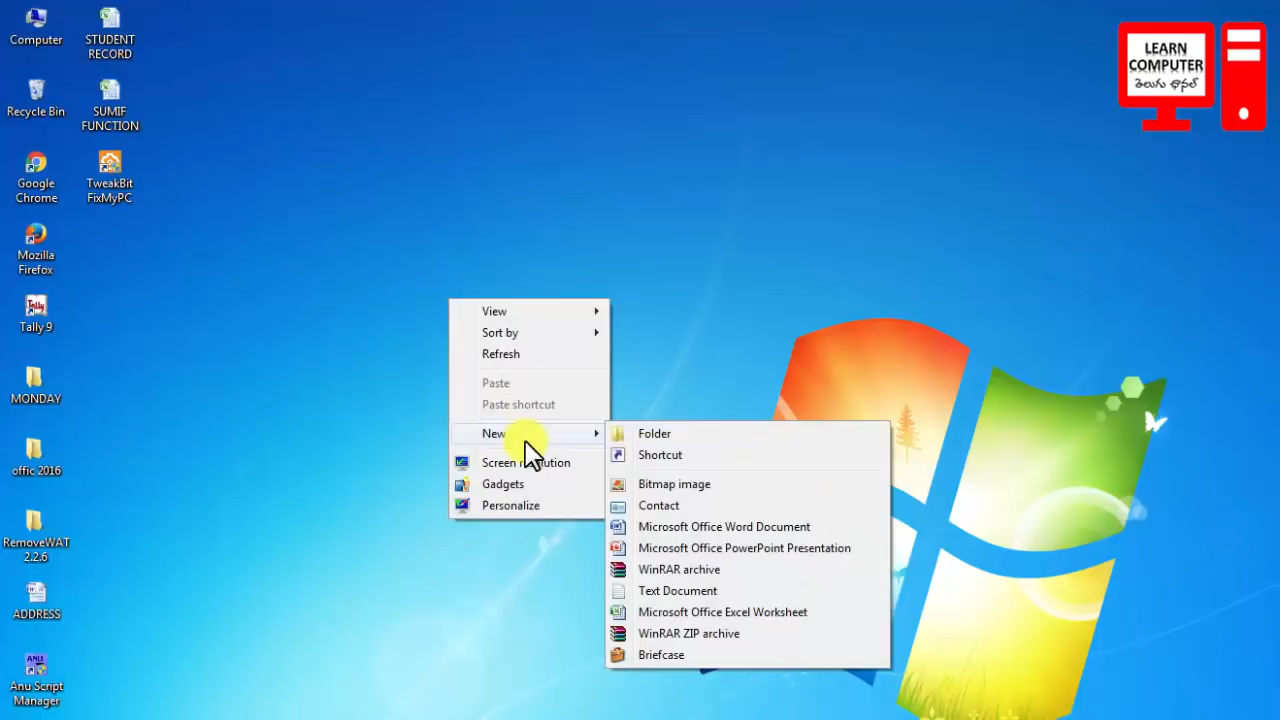 Computer
STUDENT
RECORD
Recycle Bin
SUMIF
FUNCTION
Google
Chrome
TweakBit
FixMyPC
Mozilla
Firefox
Tally
Tally 9
MONDAY
offic 2016
RemoveWAT
2.2.6
ADDRESS
ANU
Anu Script
Manager
LEARN
COMPUTER
తెలుగు ఛానల్
View
Sort by
Refresh
Paste
Paste shortcut
New
Screen
Gadgets
Personalize
Folder
Shortcut
Bitmap image
Contact
Microsoft Office Word Document
Microsoft Office PowerPoint Presentation
WinRAR archive
Text Document
Microsoft Office Excel Worksheet
WinRAR ZIP archive
Briefcase